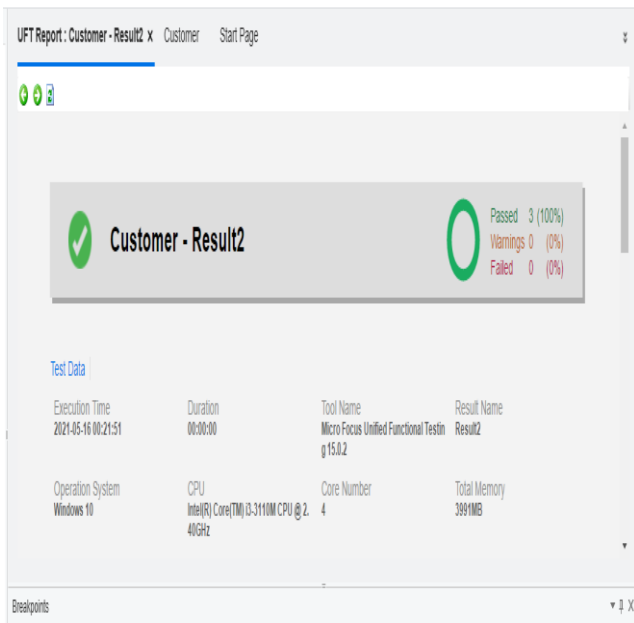 UFT Report : Customer - Result2 x Customer Start Page
Customer - Result2
Passed 3 (100%)
Warnings 0 (0%)
Failed 0 (0%)
Test Data
Execution Time Duration Tool Name Result Name
2021-05-16 00:21:51 00:00:00 Micro Focus Unified Functional Testin Result2
g 15.0.2
Operation System CPU Core Number Total Memory
Windows 10 Intel(R) Core(TM) i3-3110M CPU @ 2. 4 3991MB
40GHz
Breakpoints